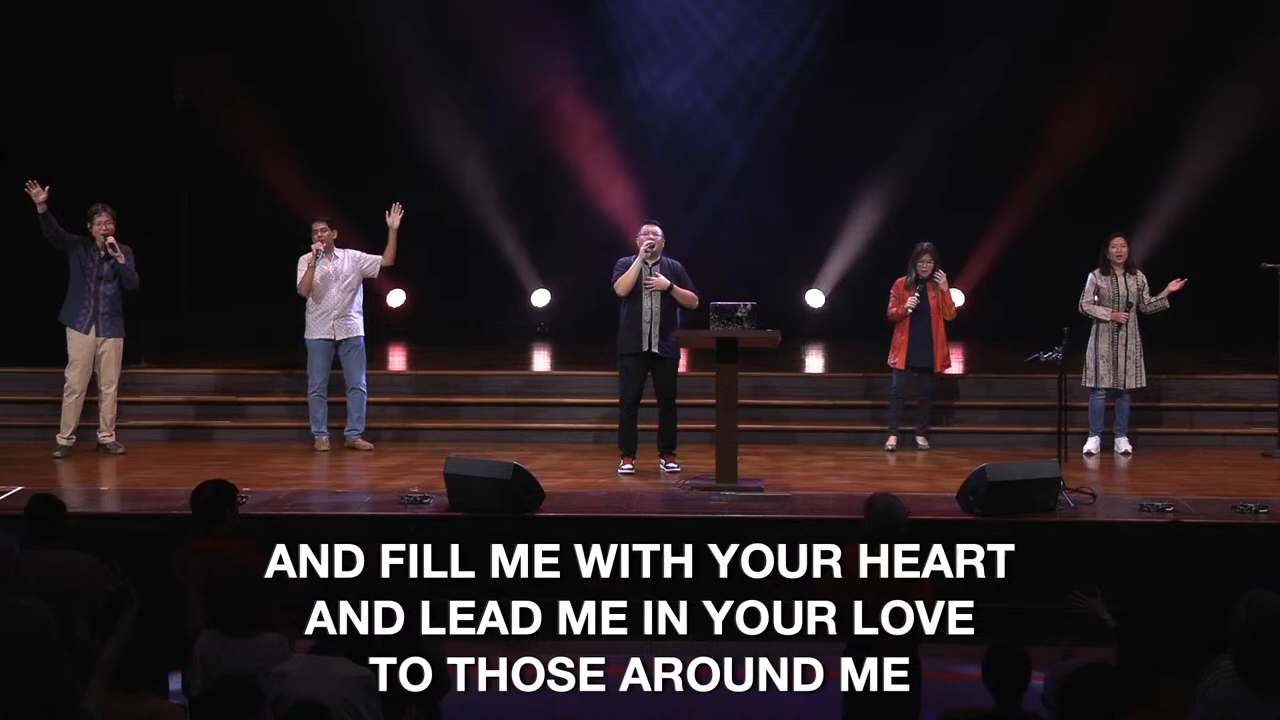 AND FILL ME WITH YOUR HEART
AND LEAD ME IN YOUR LOVE
TO THOSE AROUND ME